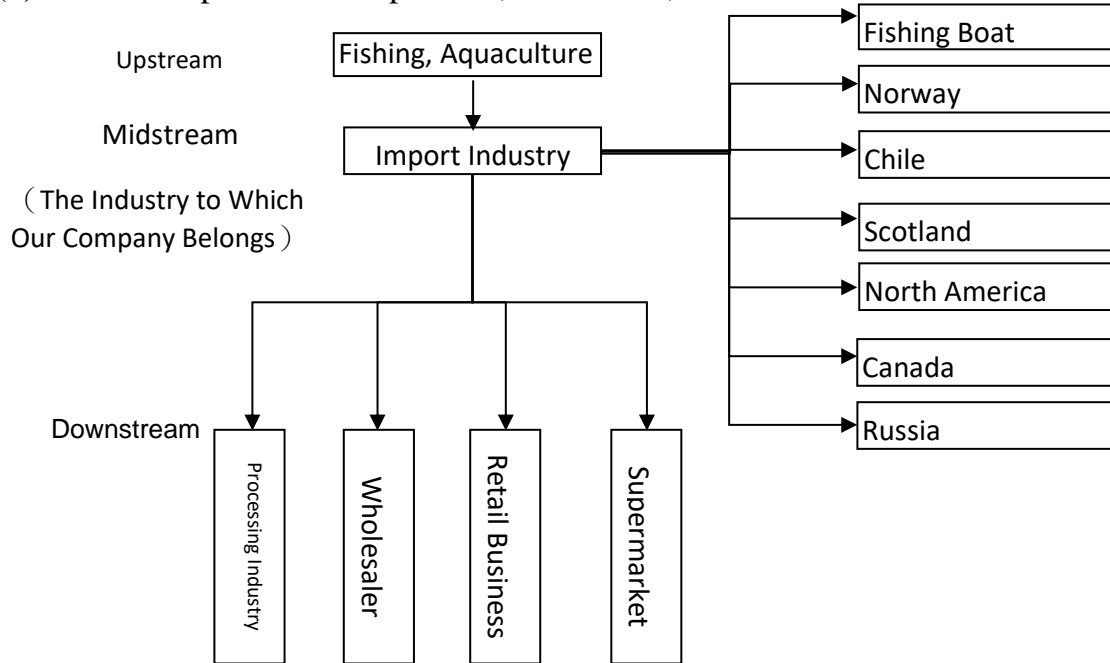 Upstream
Fishing, Aquaculture
Fishing Boat
Norway
Midstream
Import Industry
Chile
（The Industry to Which
Our Company Belongs）
Scotland
North America
Canada
Downstream
Russia
Processing Industry
Wholesaler
Retail Business
Supermarket